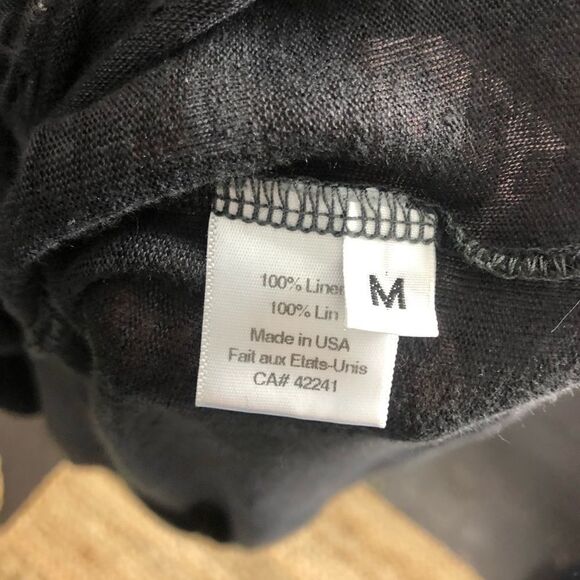 100% Linen
100% Lin
Made in USA
Fait aux Etats-Unis
CA# 42241
M